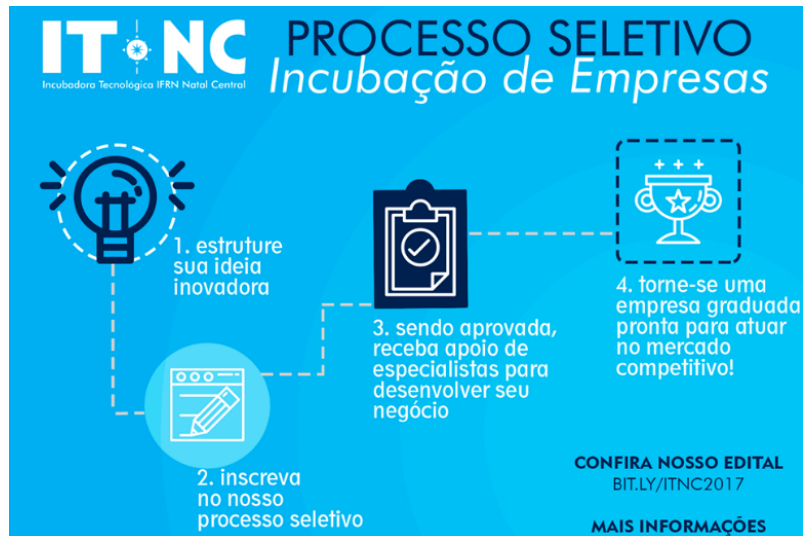 IT NC
Incubadora Tecnológica IFRN Natal Central
PROCESSO SELETIVO
Incubação de Empresas
1. estruture
sua ideia
inovadora
2. inscreva
no nosso
processo seletivo
3. sendo aprovada,
receba apoio de
especialistas para
desenvolver seu
negócio
4. torne-se uma
empresa graduada
pronta para atuar
no mercado
competitivo!
CONFIRA NOSSO EDITAL
BIT.LY/ITNC2017
MAIS INFORMAÇÕES